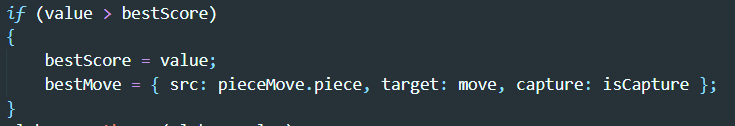 if (value > bestScore)
{
bestScore = value;
bestMove = { src: pieceMove.piece, target: move, capture: isCapture };
}